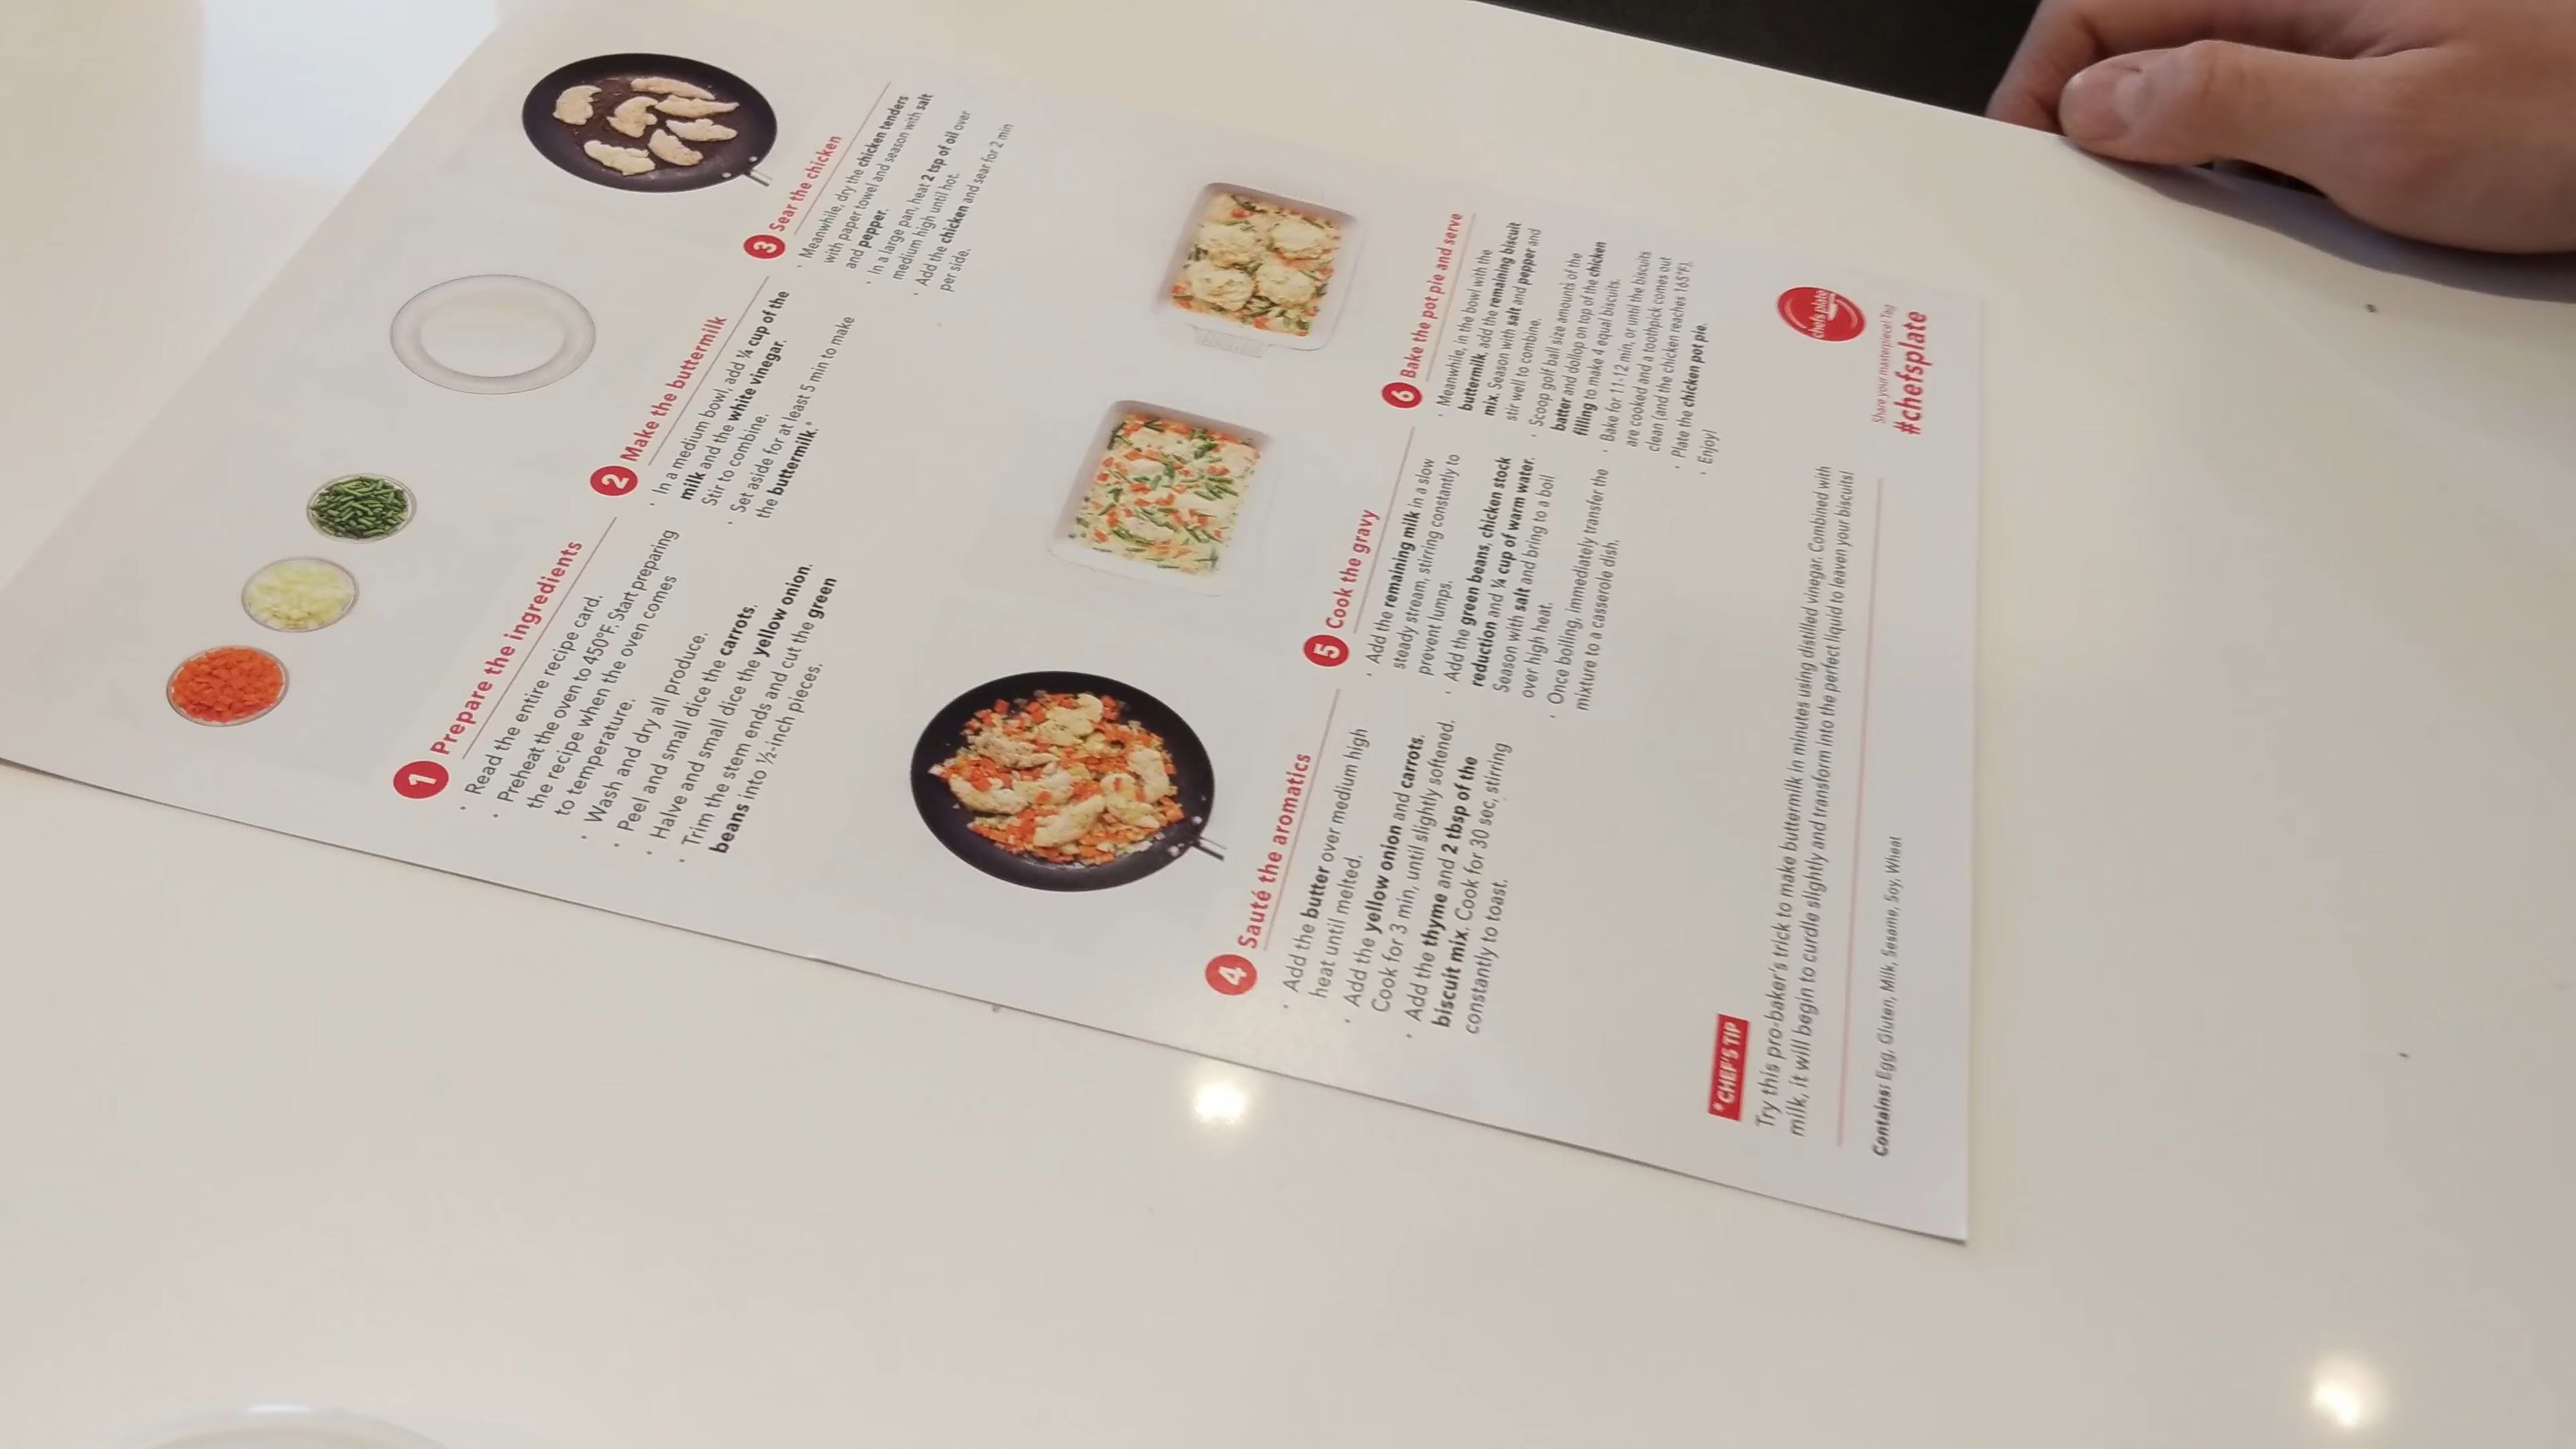 1 Prepare the ingredients
· Read the entire recipe card.
· Preheat the oven to 450°F. Start preparing
the recipe when the oven comes
to temperature.
· Wash and dry all produce.
· Peel and small dice the carrots.
· Halve and small dice the yellow onion.
· Trim the stem ends and cut the green
beans into ½-inch pieces.
2 Make the buttermilk
· In a medium bowl, add ¼ cup of the
milk and the white vinegar.
Stir to combine.
· Set aside for at least 5 min to make
the buttermilk.*
3 Sear the chicken
· Meanwhile, dry the chicken tenders
with paper towel and season with salt
and pepper.
· In a large pan, heat 2 tsp of oil over
medium high until hot.
· Add the chicken and sear for 2 min
per side.
4 Sauté the aromatics
· Add the butter over medium high
heat until melted.
· Add the yellow onion and carrots.
Cook for 3 min, until slightly softened.
· Add the thyme and 2 tbsp of the
biscuit mix. Cook for 30 sec, stirring
constantly to toast.
5 Cook the gravy
· Add the remaining milk in a slow
steady stream, stirring constantly to
prevent lumps.
· Add the green beans, chicken stock
reduction and ¼ cup of warm water.
Season with salt and bring to a boil
over high heat.
· Once boiling, immediately transfer the
mixture to a casserole dish.
6 Bake the pot pie and serve
· Meanwhile, in the bowl with the
buttermilk, add the remaining biscuit
mix. Season with salt and pepper and
stir well to combine.
· Scoop golf ball size amounts of the
batter and dollop on top of the chicken
filling to make 4 equal biscuits.
· Bake for 11-12 min, or until the biscuits
are cooked and a toothpick comes out
clean (and the chicken reaches 165°F).
· Plate the chicken pot pie.
· Enjoy!
*CHEF'S TIP
Try this pro-baker's trick to make buttermilk in minutes using distilled vinegar. Combined with
milk, it will begin to curdle slightly and transform into the perfect liquid to leaven your biscuits!
Contains: Egg, Gluten, Milk, Sesame, Soy, Wheat
chefs plate
Share your masterpiece! Tag
#chefsplate